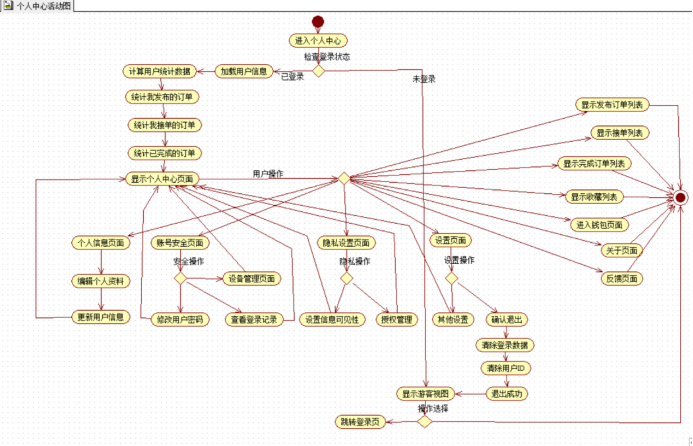 个人中心活动图
进入个人中心
检查登录状态
计算用户统计数据
加载用户信息
已登录
未登录
统计我发布的订单
统计我接单的订单
统计已完成的订单
显示个人中心页面
用户操作
显示发布订单列表
显示接单列表
显示完成订单列表
显示收藏列表
进入钱包页面
关于页面
反馈页面
个人信息页面
账号安全页面
隐私设置页面
设置页面
安全操作
隐私操作
设置操作
编辑个人资料
设备管理页面
更新用户信息
修改用户密码
查看登录记录
设置信息可见性
授权管理
其他设置
确认退出
清除登录数据
清除用户ID
显示游客视图
退出成功
操作选择
跳转登录页